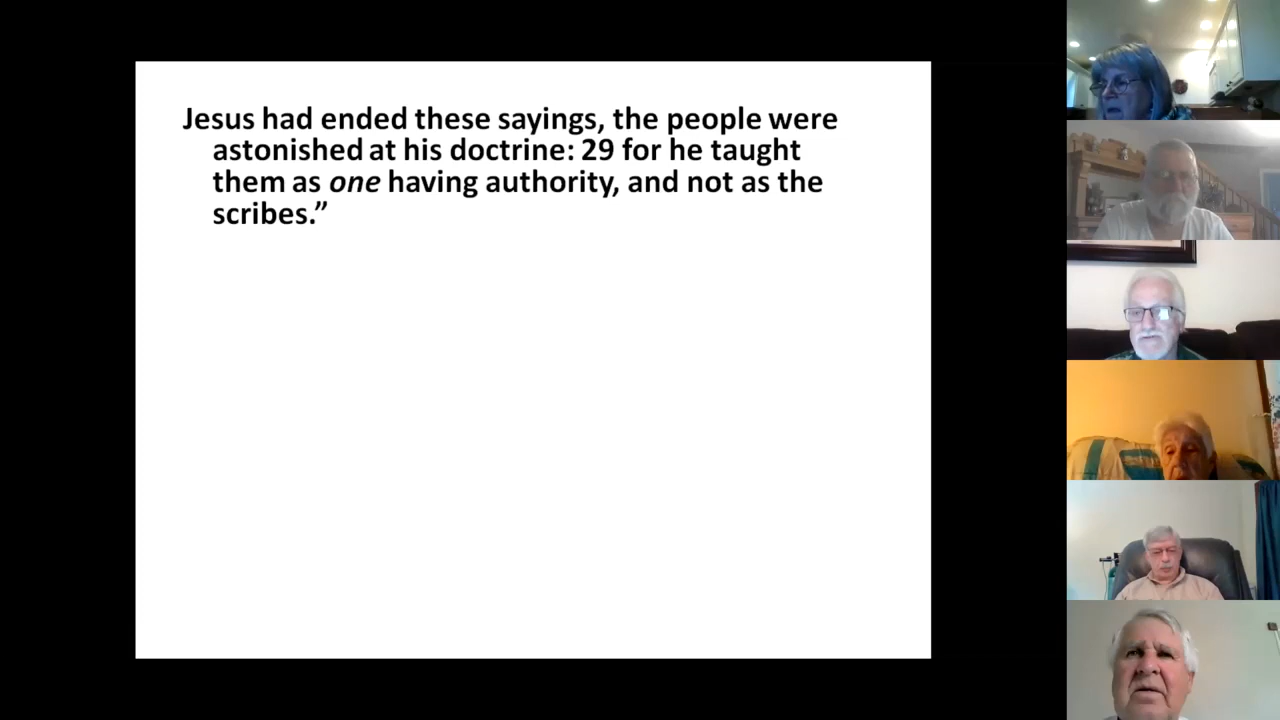 Jesus had ended these sayings, the people were
astonished at his doctrine: 29 for he taught
them as one having authority, and not as the
scribes.”